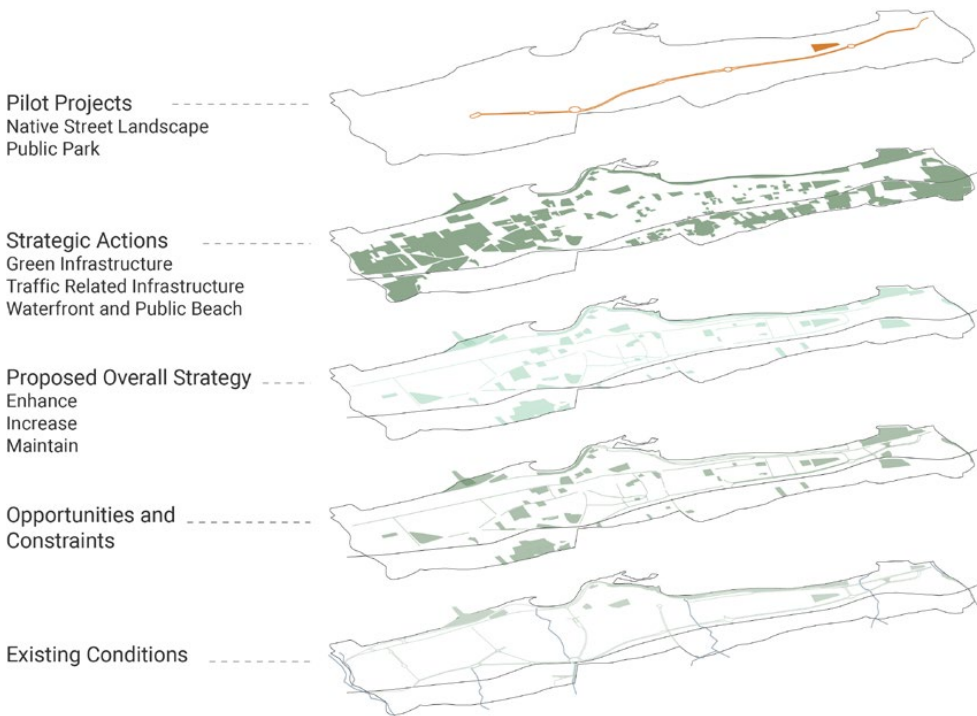 Pilot Projects
Native Street Landscape
Public Park
Strategic Actions
Green Infrastructure
Traffic Related Infrastructure
Waterfront and Public Beach
Proposed Overall Strategy
Enhance
Increase
Maintain
Opportunities and
Constraints
Existing Conditions